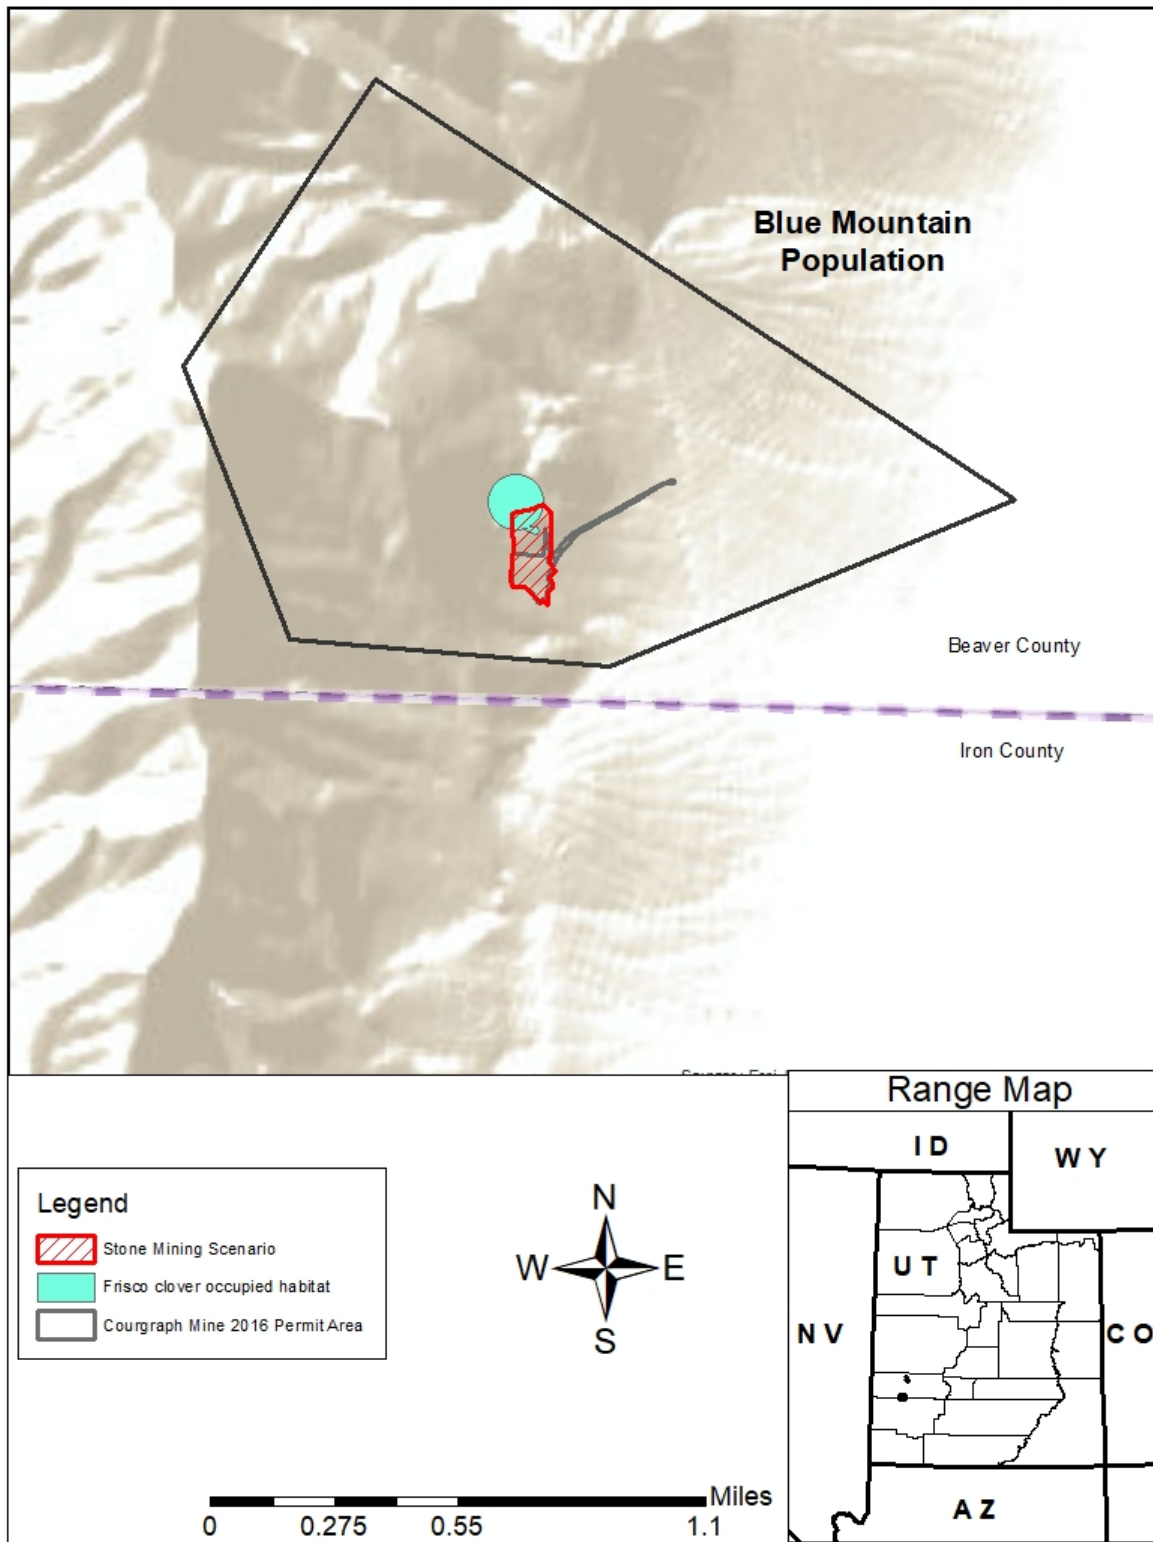 Blue Mountain
Population
Beaver County
Iron County
Range Map
ID
WY
UT
NV
CO
AZ
Legend
Stone Mining Scenario
Frisco clover occupied habitat
Courgraph Mine 2016 Permit Area
N
W E
S
Miles
0 0.275 0.55 1.1